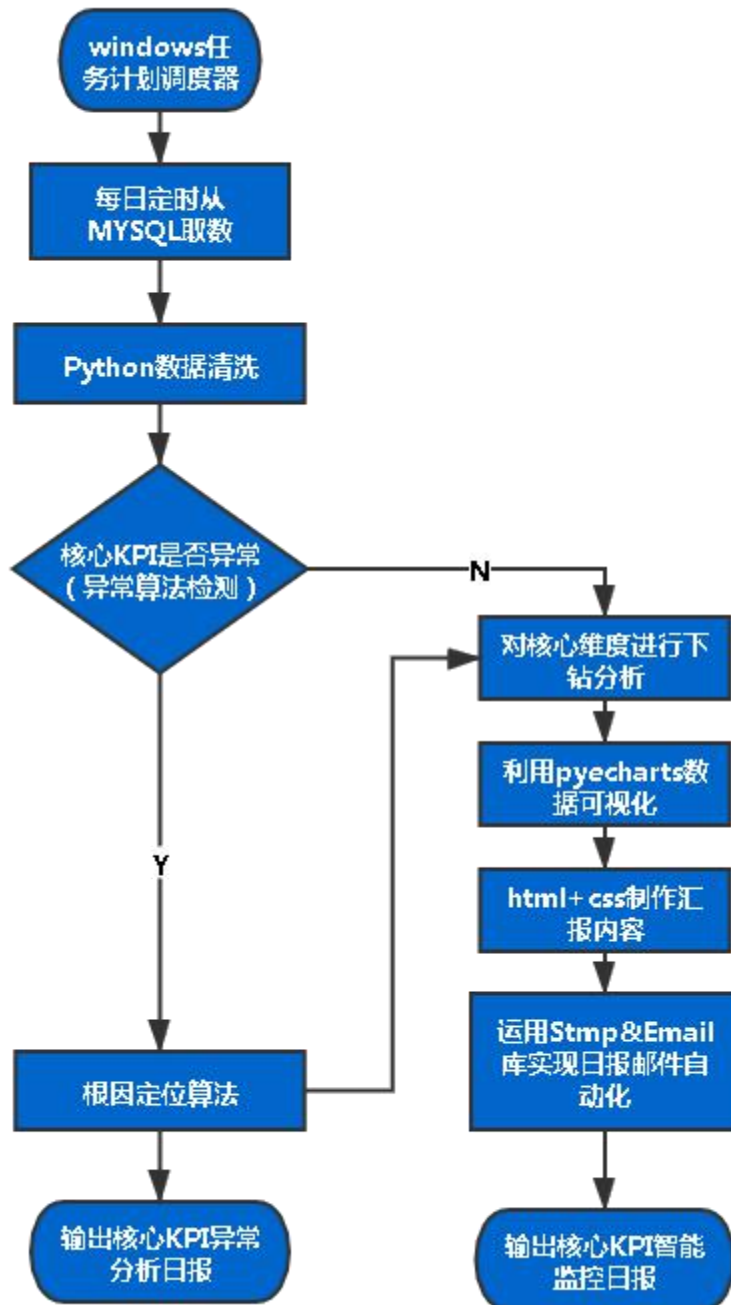 windows任
务计划调度器
每日定时从
MYSQL取数
Python数据清洗
核心KPI是否异常
（异常算法检测）
N
对核心维度进行下
钻分析
利用pyecharts数
据可视化
Y
html+css制作汇
报内容
运用Stmp&Email
库实现日报邮件自
动化
根因定位算法
输出核心KPI异常
分析日报
输出核心KPI智能
监控日报